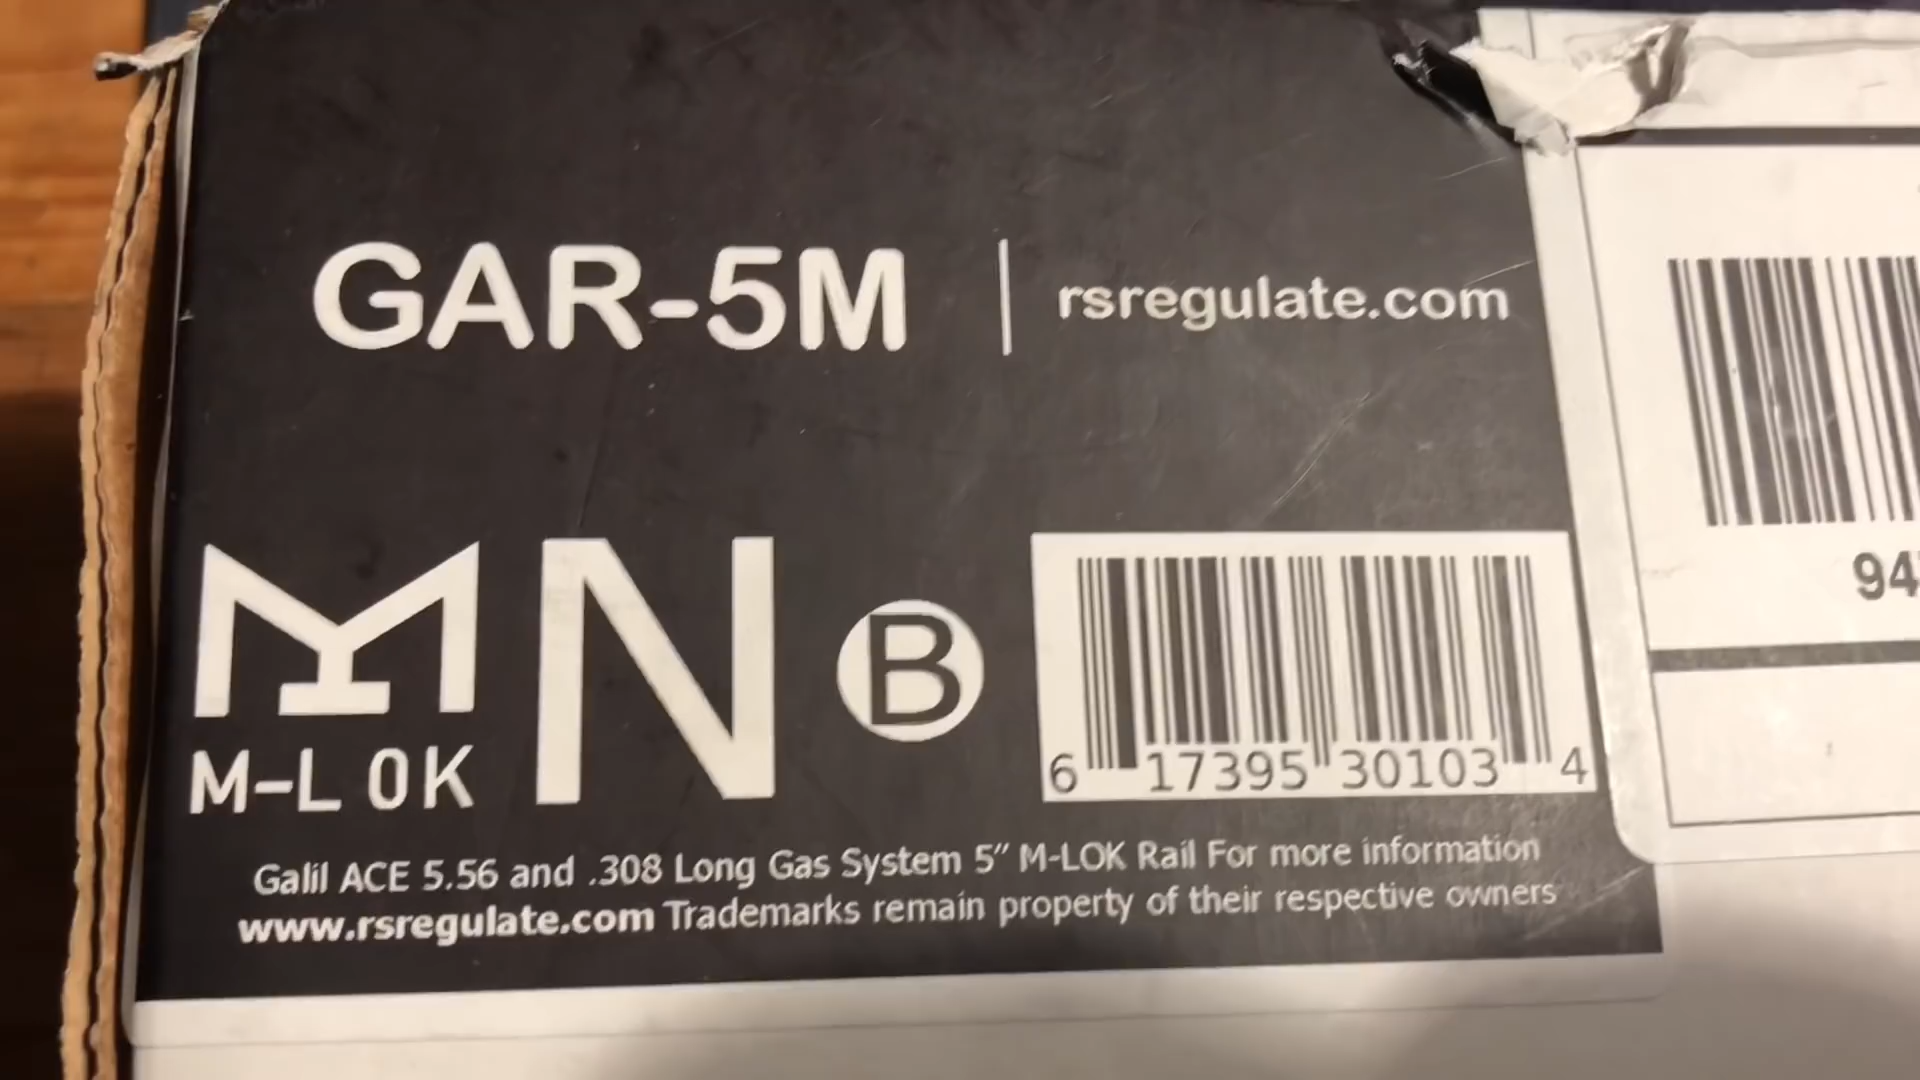 GAR-5M | rsregulate.com
M-LOK
N
B
6 17395 30103 4
Galil ACE 5.56 and .308 Long Gas System 5" M-LOK Rail For more information
www.rsregulate.com Trademarks remain property of their respective owners
94